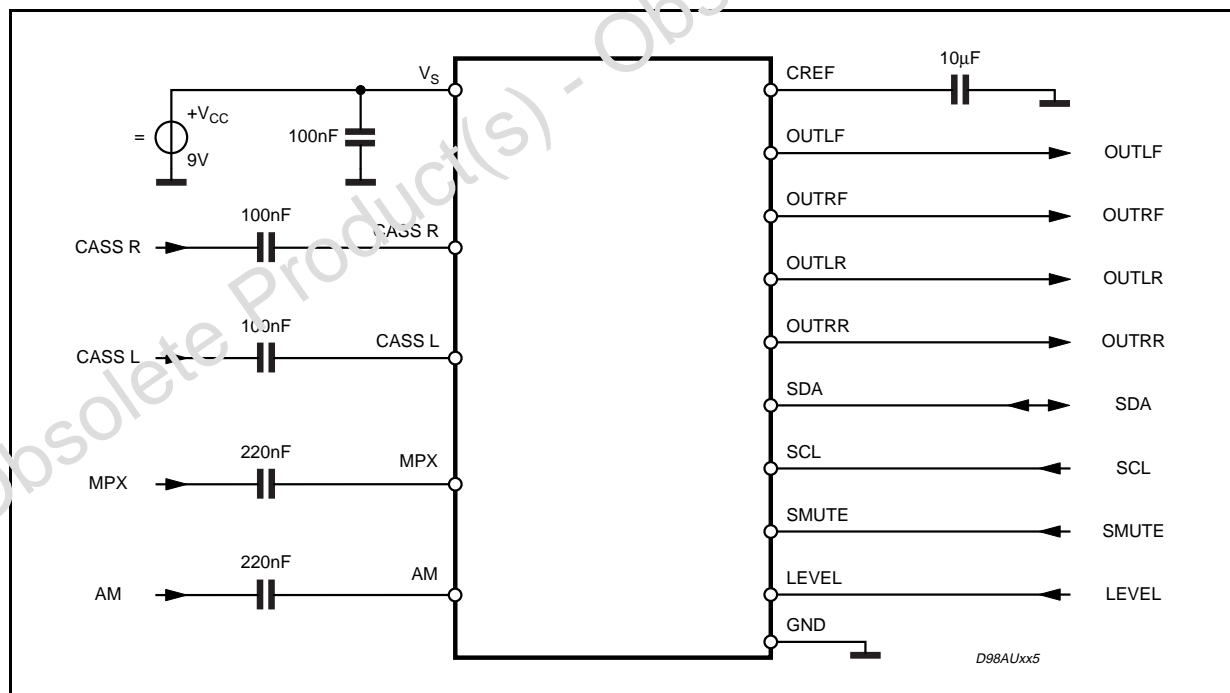 Obsolete Product(s) - Obs
V_S
+V_CC
=
9V
100nF
100nF
CASS R
CASS R
100nF
CASS L
CASS L
220nF
MPX
MPX
220nF
AM
AM
CREF
10µF
OUTLF
OUTLF
OUTRF
OUTRF
OUTLR
OUTLR
OUTRR
OUTRR
SDA
SDA
SCL
SCL
SMUTE
SMUTE
LEVEL
LEVEL
GND
D98AUxx5